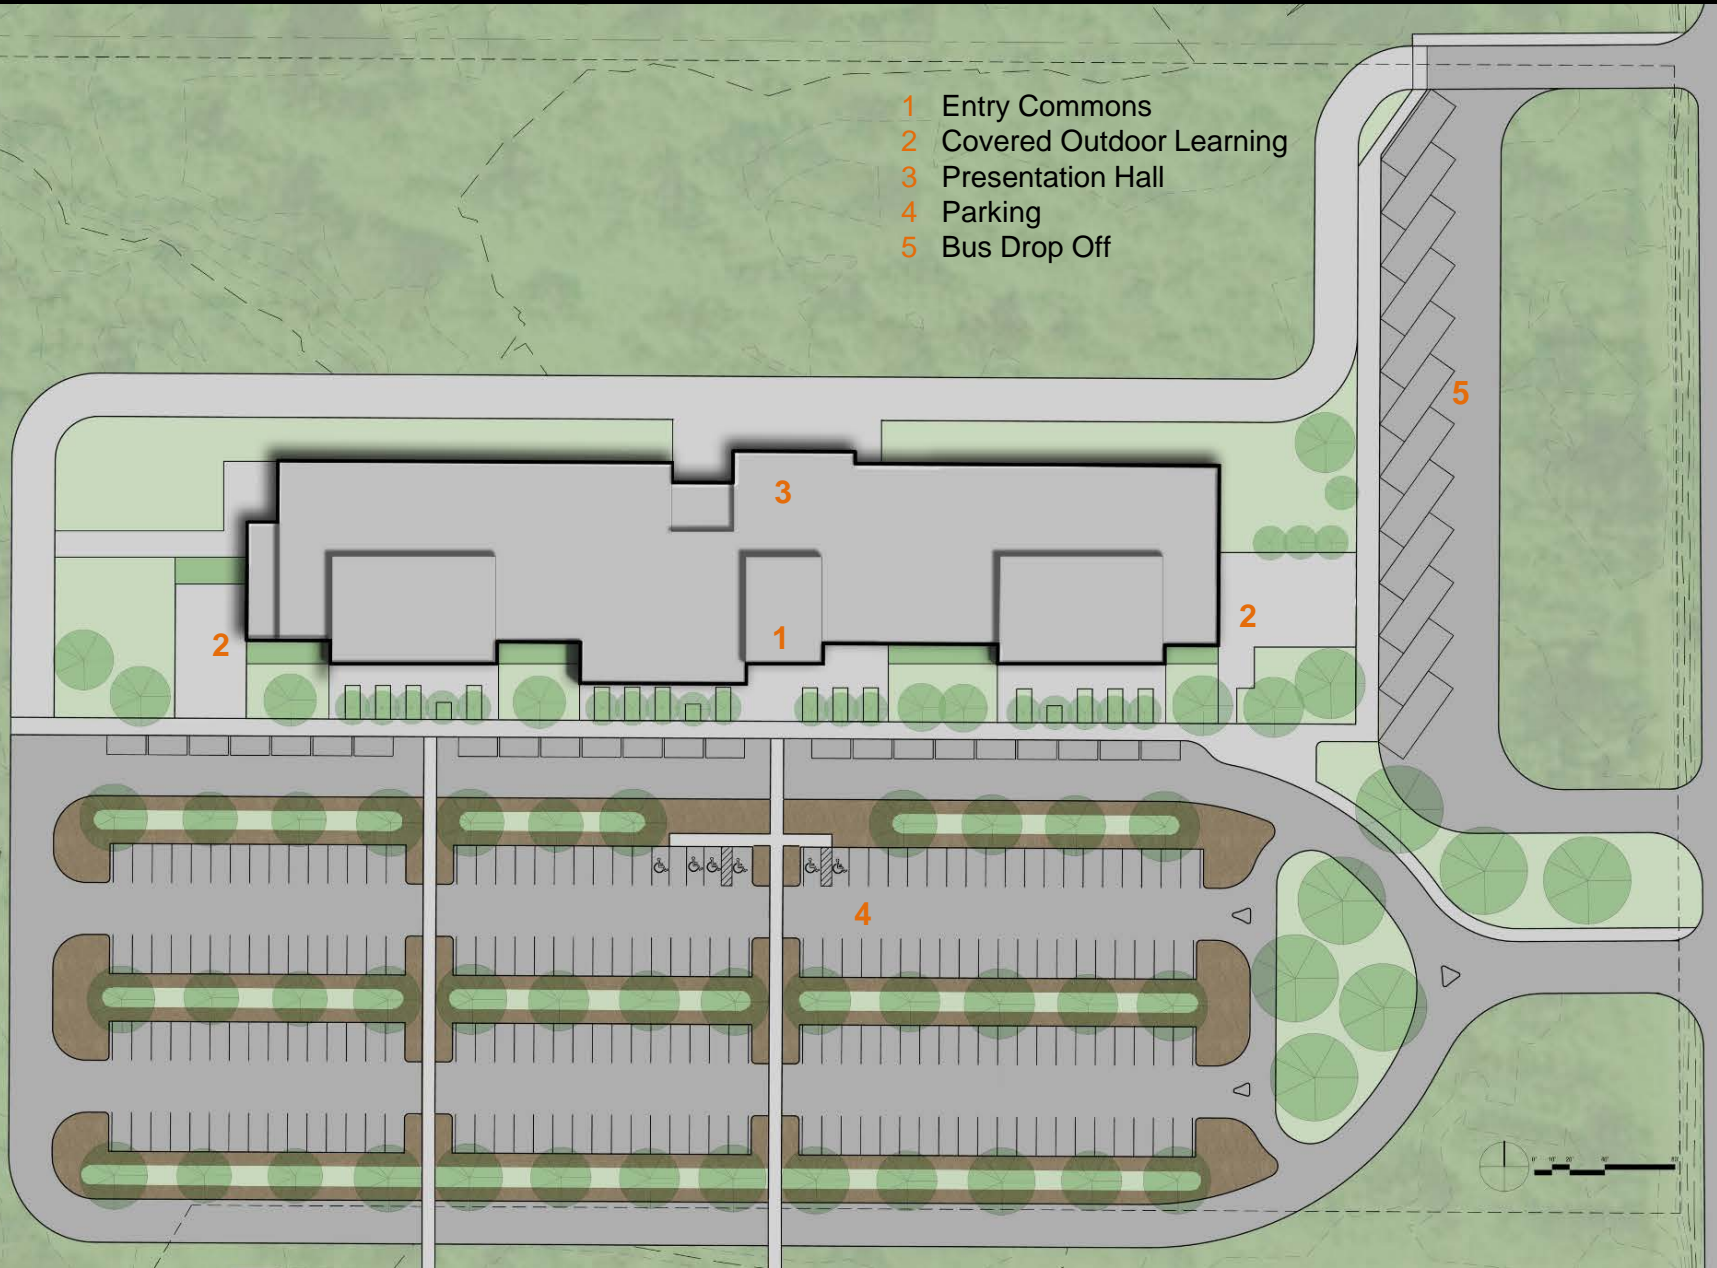 1 Entry Commons
2 Covered Outdoor Learning
3 Presentation Hall
4 Parking
5 Bus Drop Off
5
3
2
1
2
4